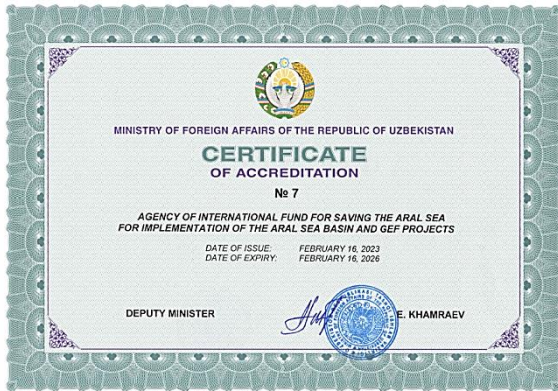 MINISTRY OF FOREIGN AFFAIRS OF THE REPUBLIC OF UZBEKISTAN
CERTIFICATE
OF ACCREDITATION
№ 7
AGENCY OF INTERNATIONAL FUND FOR SAVING THE ARAL SEA
FOR IMPLEMENTATION OF THE ARAL SEA BASIN AND GEF PROJECTS
DATE OF ISSUE: FEBRUARY 16, 2023
DATE OF EXPIRY: FEBRUARY 16, 2026
DEPUTY MINISTER E. KHAMRAEV